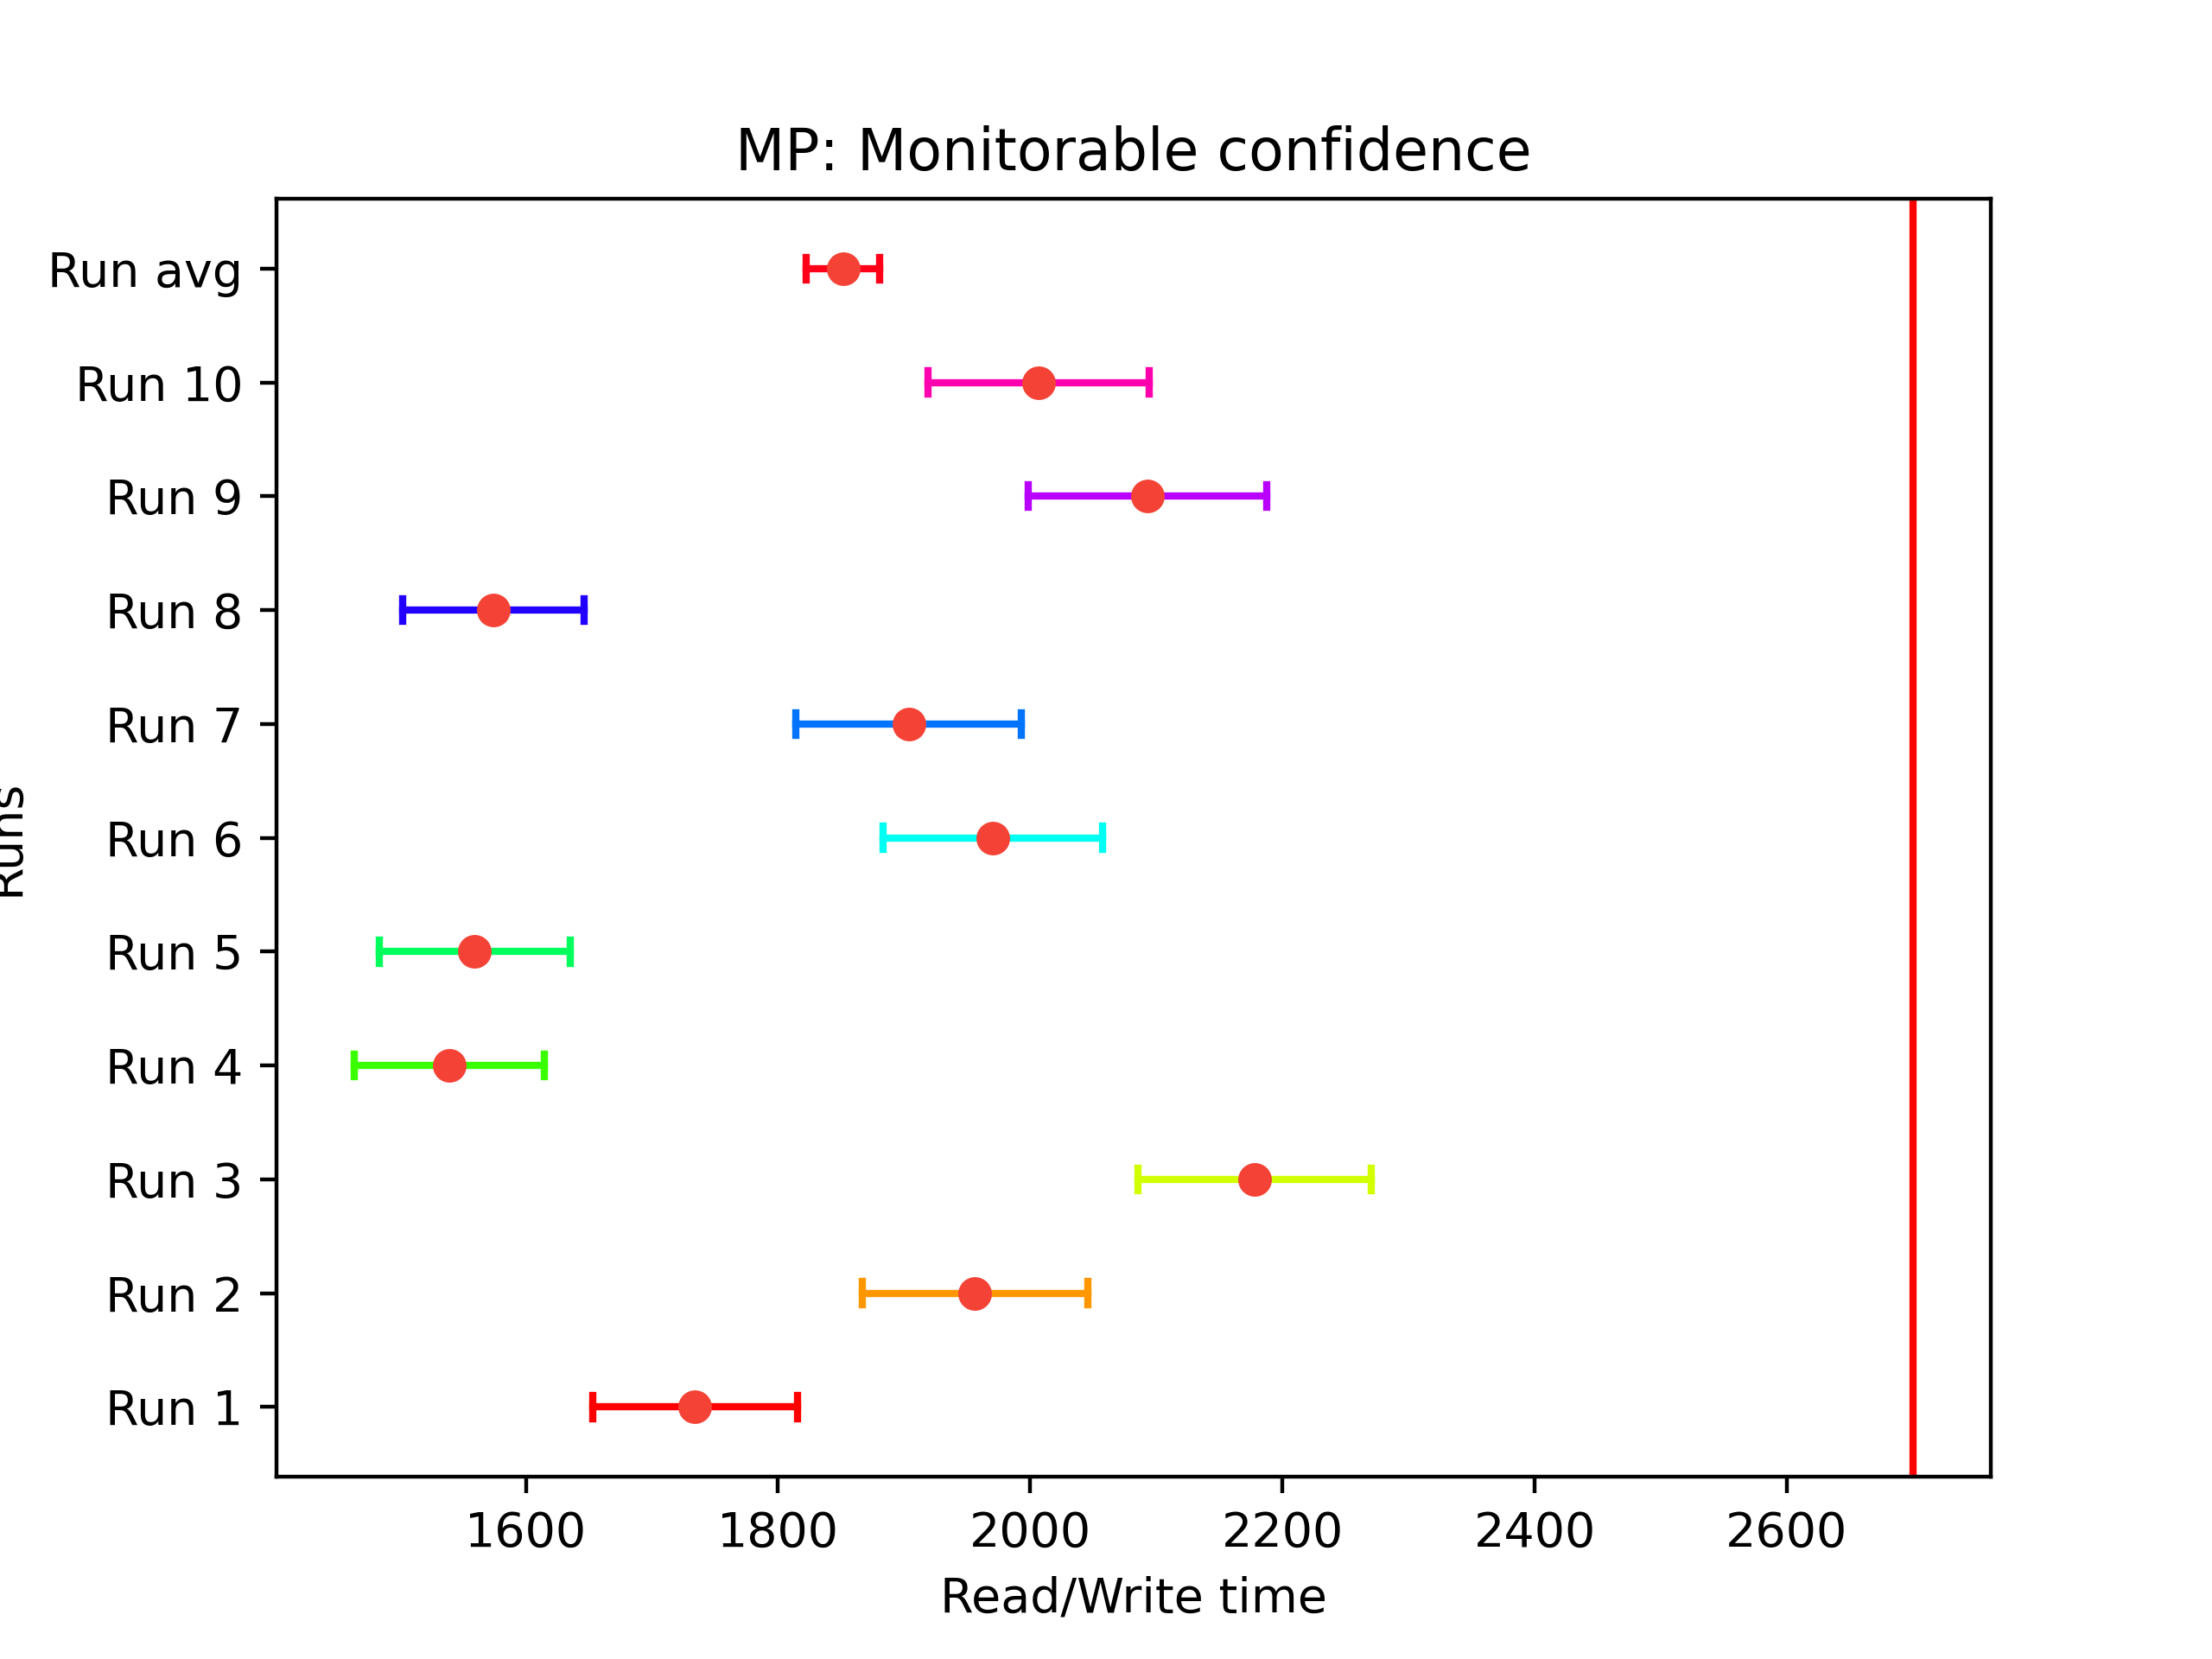 MP: Monitorable confidence
Run avg
Run 10
Run 9
Run 8
Run 7
Run 6
Run 5
Run 4
Run 3
Run 2
Run 1
Runs
1600 1800 2000 2200 2400 2600
Read/Write time